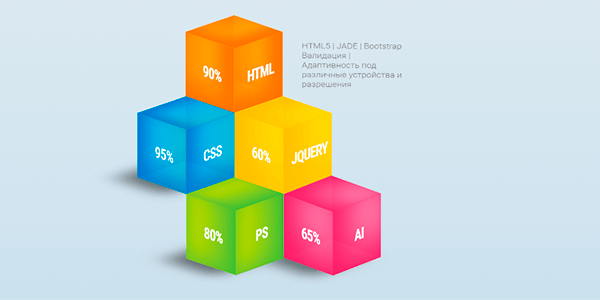 90% HTML
HTML5 | JADE | Bootstrap
Валидация |
Адаптивность под
различные устройства и
разрешения
95% CSS
60% JQUERY
80% PS
65% AI